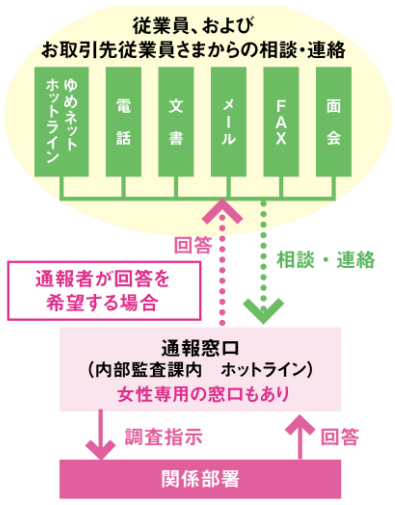 従業員、および
お取引先従業員さまからの相談・連絡
ゆめネット
ホットライン
電話
文書
メール
FAX
面会
回答
相談・連絡
通報者が回答を
希望する場合
通報窓口
(内部監査課内　ホットライン)
女性専用の窓口もあり
調査指示
回答
関係部署